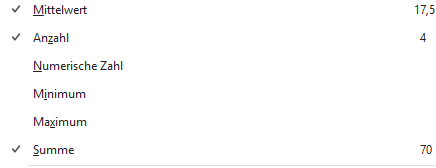 Mittelwert 17,5
Anzahl 4
Numerische Zahl
Minimum
Maximum
Summe 70